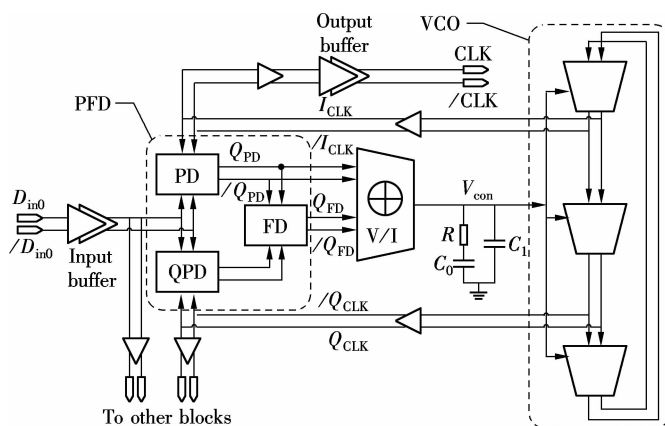 Output
buffer
VCO
CLK
/CLK
I_CLK
PFD
/I_CLK
Q_PD
PD
/Q_PD
V_con
D_in0
Q_FD
FD
V/I
R
C_1
/D_in0
/Q_FD
Input
buffer
QPD
C_0
/Q_CLK
Q_CLK
To other blocks